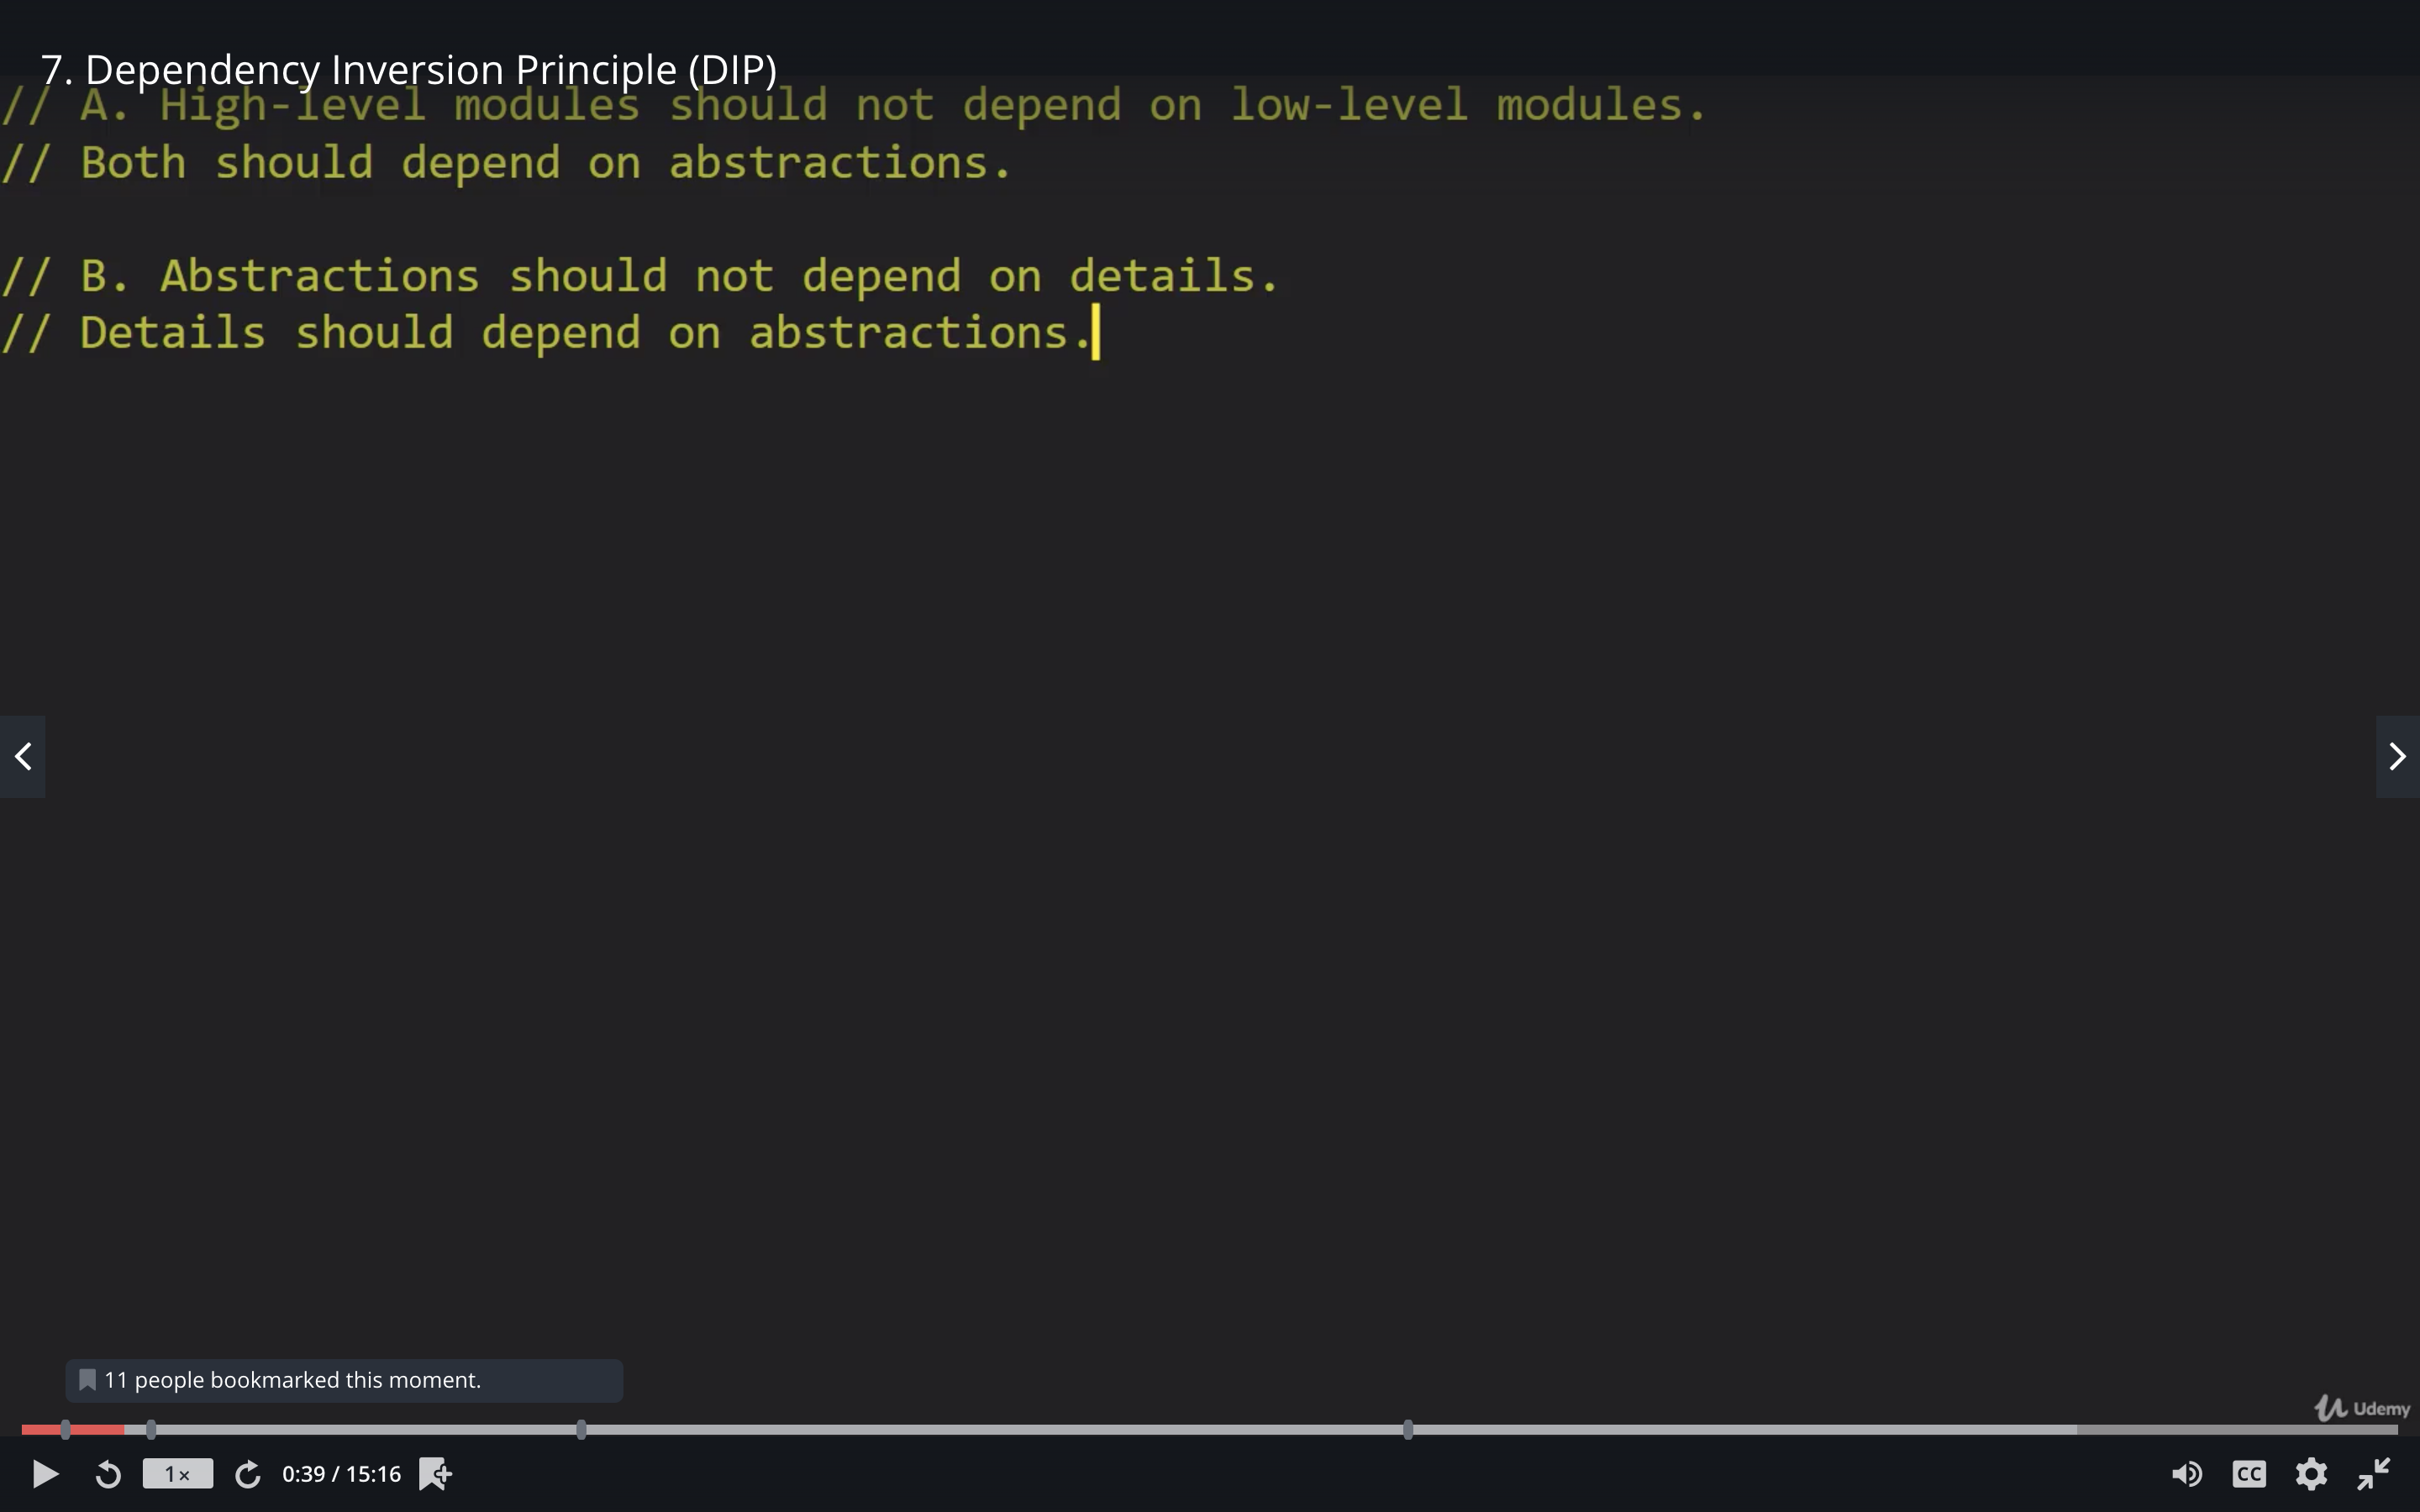 7. Dependency Inversion Principle (DIP)
// A. High-level modules should not depend on low-level modules.
// Both should depend on abstractions.
// B. Abstractions should not depend on details.
// Details should depend on abstractions.
11 people bookmarked this moment.
Udemy
1×
0:39 / 15:16
CC